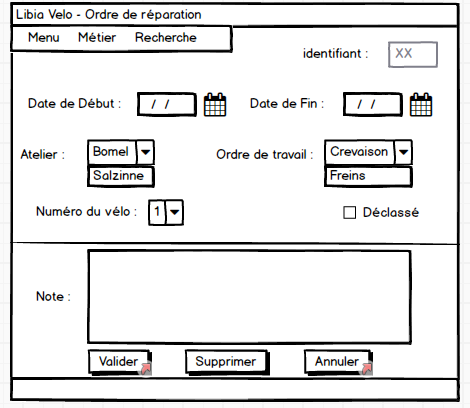 Libia Velo - Ordre de réparation
Menu Métier Recherche
identifiant : XX
Date de Début : / / Date de Fin : / /
Atelier : Bomel Ordre de travail : Crevaison
Salzinne Freins
Numéro du vélo : 1 Déclassé
Note :
Valider Supprimer Annuler